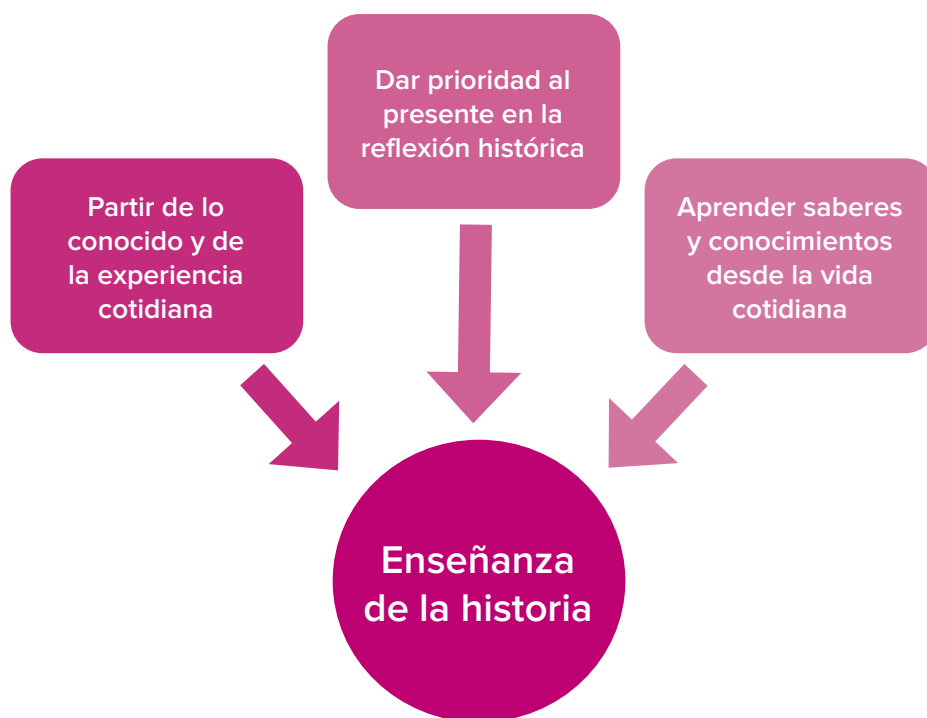 Dar prioridad al
presente en la
reflexión histórica
Partir de lo
conocido y de
la experiencia
cotidiana
Aprender saberes
y conocimientos
desde la vida
cotidiana
Enseñanza
de la historia